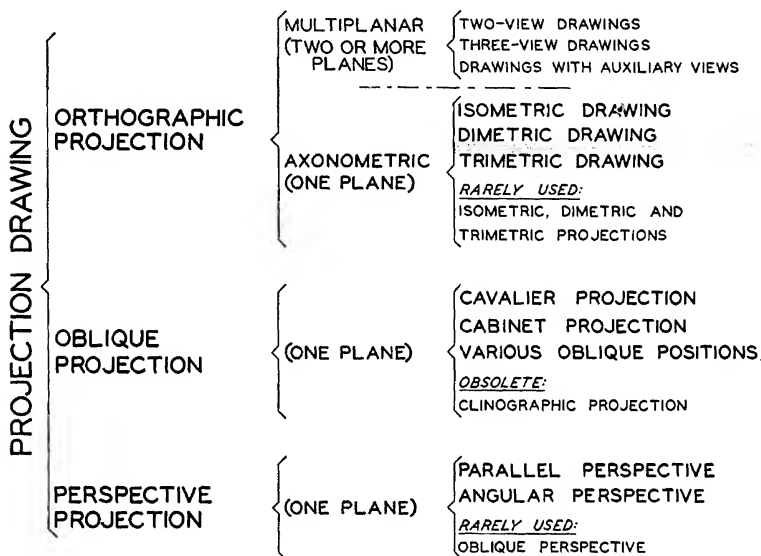 PROJECTION DRAWING
ORTHOGRAPHIC
PROJECTION
MULTIPLANAR
(TWO OR MORE
PLANES)
TWO-VIEW DRAWINGS
THREE-VIEW DRAWINGS
DRAWINGS WITH AUXILIARY VIEWS
AXONOMETRIC
(ONE PLANE)
ISOMETRIC DRAWING
DIMETRIC DRAWING
TRIMETRIC DRAWING
RARELY USED:
ISOMETRIC, DIMETRIC AND
TRIMETRIC PROJECTIONS
OBLIQUE
PROJECTION
(ONE PLANE)
CAVALIER PROJECTION
CABINET PROJECTION
VARIOUS OBLIQUE POSITIONS
OBSOLETE:
CLINOGRAPHIC PROJECTION
PERSPECTIVE
PROJECTION
(ONE PLANE)
PARALLEL PERSPECTIVE
ANGULAR PERSPECTIVE
RARELY USED:
OBLIQUE PERSPECTIVE